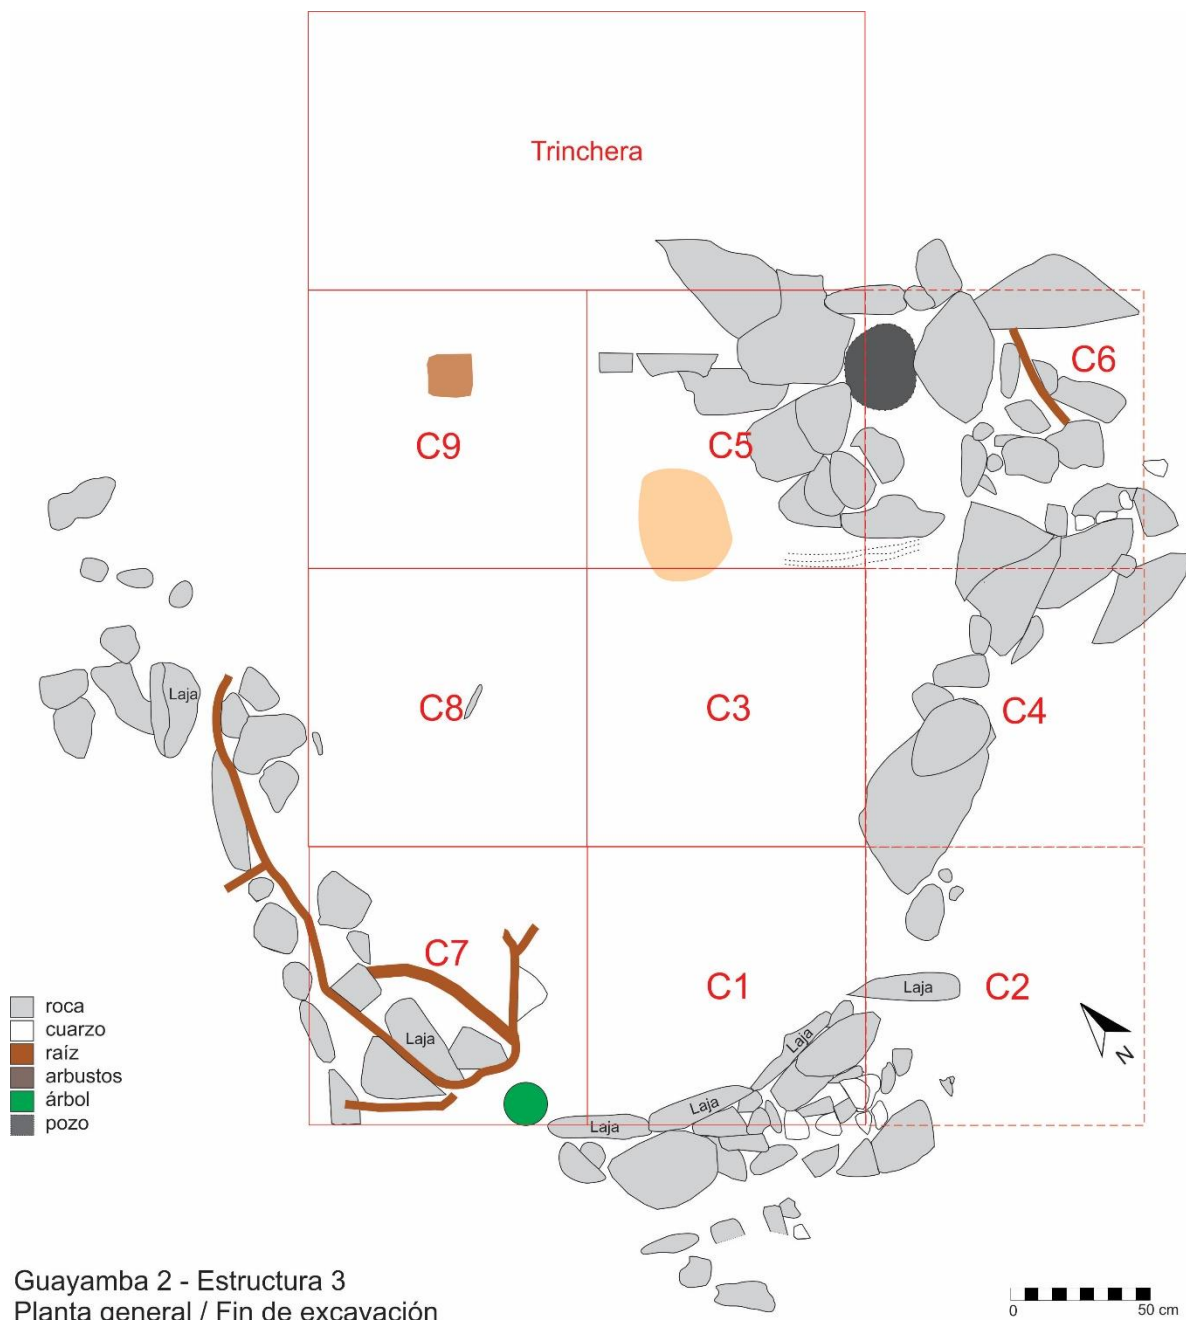 Trinchera
C6
C9
C5
Laja
C8
C3
C4
C7
C1
Laja
C2
Laja
Laja
Laja
Laja
roca
cuarzo
raíz
arbustos
árbol
pozo
N
Guayamba 2 - Estructura 3
Planta general / Fin de excavación
0 50 cm